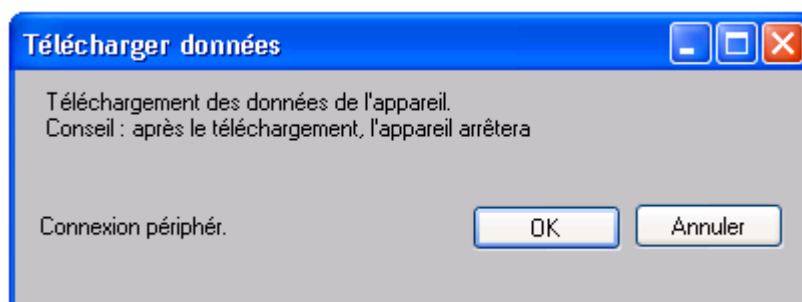 Télécharger données
Téléchargement des données de l'appareil.
Conseil : après le téléchargement, l'appareil arrêtera
Connexion périphér.
OK
Annuler